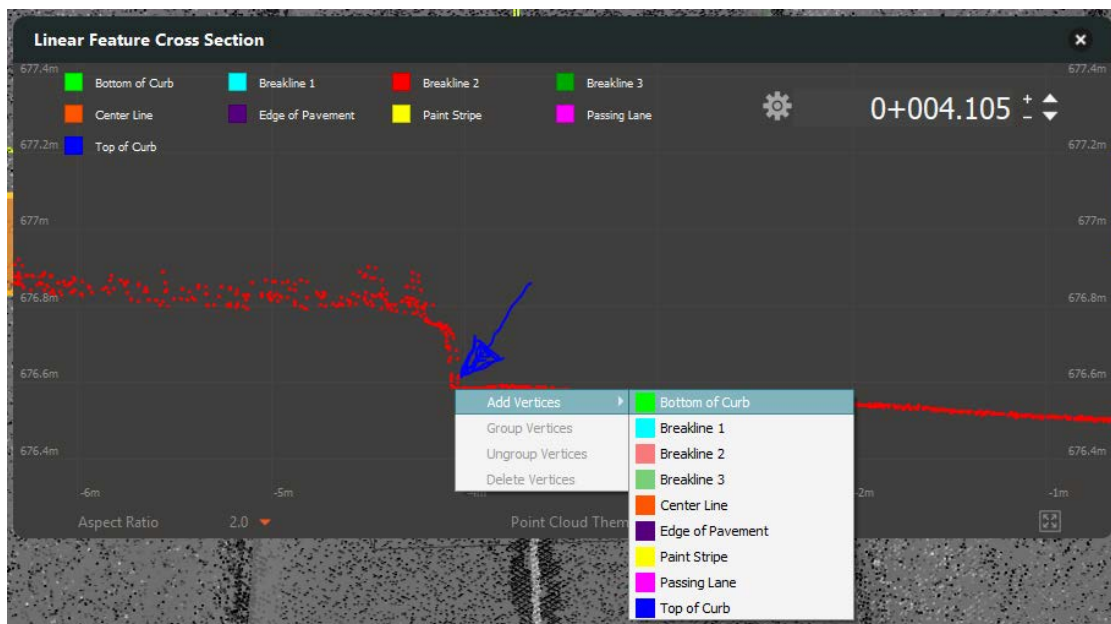 Linear Feature Cross Section
677.4m 677.4m
Bottom of Curb Breakline 1 Breakline 2 Breakline 3
Center Line Edge of Pavement Paint Stripe Passing Lane
0+004.105 + -
677.2m Top of Curb 677.2m
677m 677m
676.8m 676.8m
676.6m 676.6m
Add Vertices Bottom of Curb
Group Vertices Breakline 1
676.4m Ungroup Vertices Breakline 2 676.4m
Delete Vertices Breakline 3
-6m -5m -2m -1m
Center Line
Aspect Ratio 2.0 Point Cloud Them Edge of Pavement
Paint Stripe
Passing Lane
Top of Curb